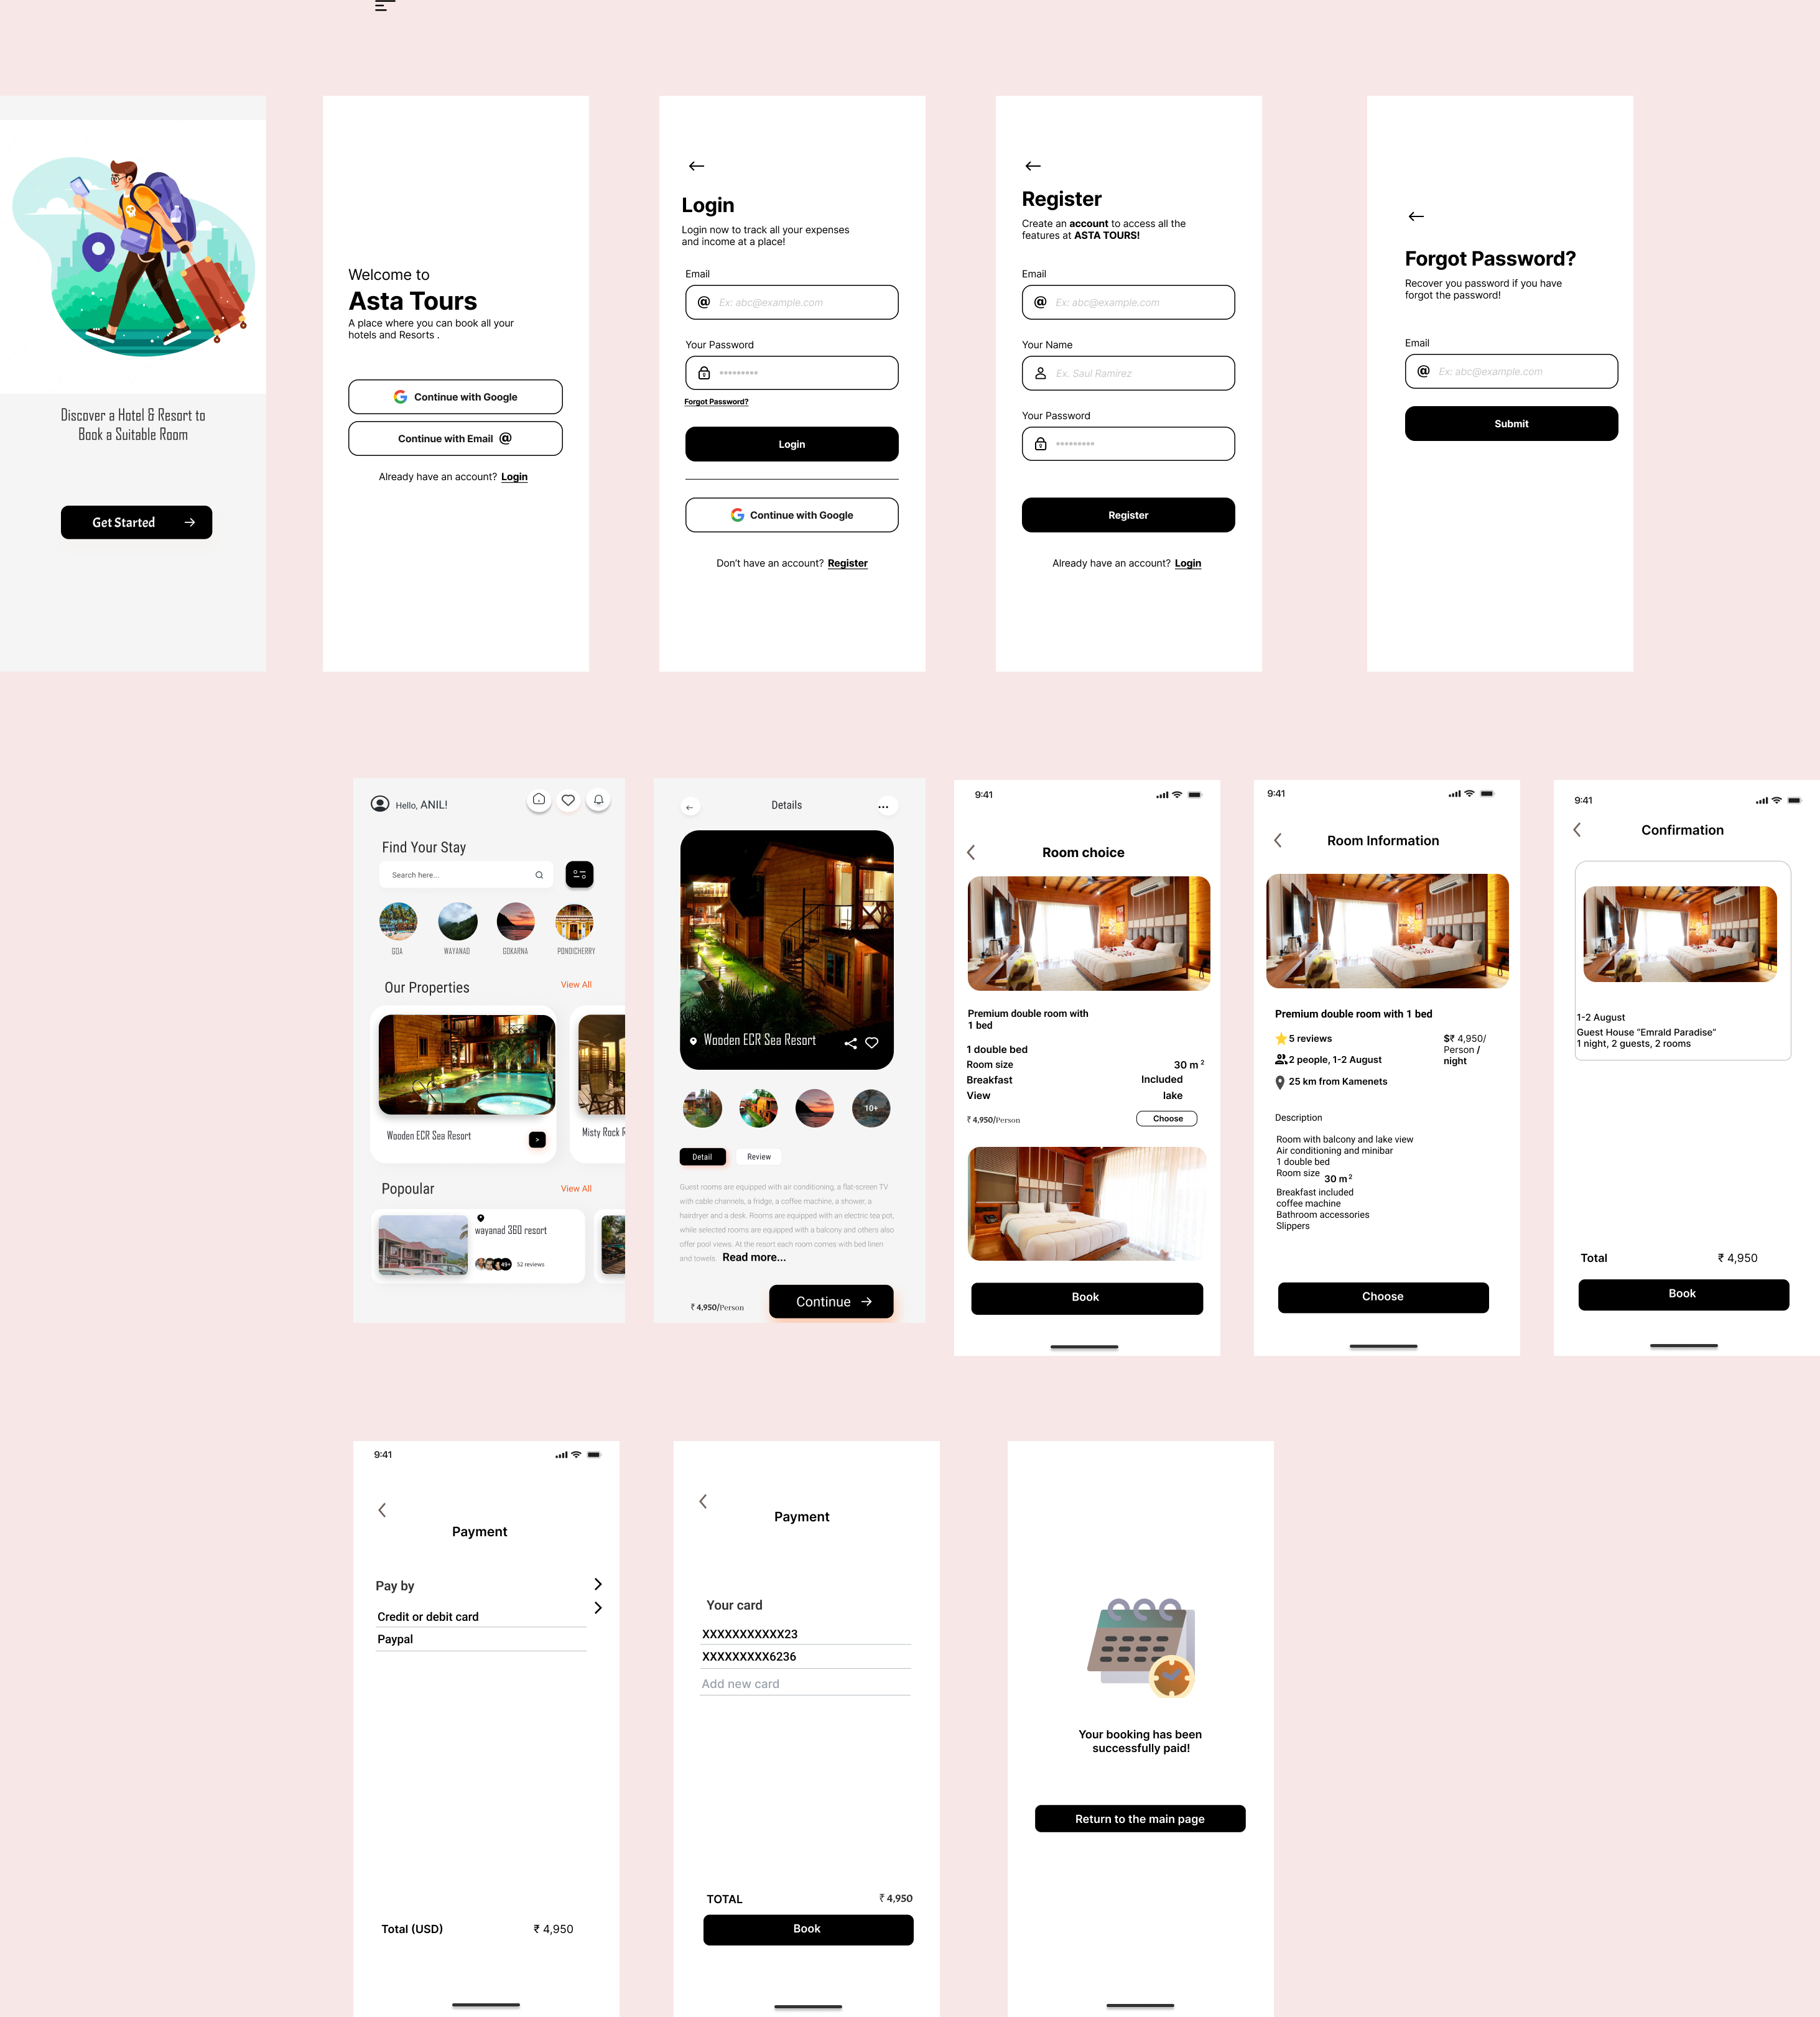 Discover a Hotel & Resort to
Book a Suitable Room
Get Started
Welcome to
Asta Tours
A place where you can book all your
hotels and Resorts .
Continue with Google
Continue with Email @
Already have an account? Login
Login
Login now to track all your expenses
and income at a place!
Email
@ Ex: abc@example.com
Your Password
Forgot Password?
Login
Continue with Google
Don't have an account? Register
Register
Create an account to access all the
features at ASTA TOURS!
Email
@ Ex: abc@example.com
Your Name
Ex. Saul Ramirez
Your Password
Register
Already have an account? Login
Forgot Password?
Recover you password if you have
forgot the password!
Email
@ Ex: abc@example.com
Submit
Hello, ANIL!
Find Your Stay
Search here...
GOA
WAYANAD
GOKARNA
PONDICHERRY
Our Properties
View All
Wooden ECR Sea Resort
>
Misty Rock R
Popoular
View All
wayanad 360 resort
49+
52 reviews
Details
Wooden ECR Sea Resort
10+
Detail
Review
Guest rooms are equipped with air conditioning, a flat-screen TV
with cable channels, a fridge, a coffee machine, a shower, a
hairdryer and a desk. Rooms are equipped with an electric tea pot,
while selected rooms are equipped with a balcony and others also
offer pool views. At the resort each room comes with bed linen
and towels. Read more...
₹ 4,950/Person
Continue
9:41
Room choice
Premium double room with
1 bed
1 double bed
Room size 30 m²
Breakfast Included
View lake
₹ 4,950/Person
Choose
Book
9:41
Room Information
Premium double room with 1 bed
5 reviews
$₹ 4,950/
Person /
night
2 people, 1-2 August
25 km from Kamenets
Description
Room with balcony and lake view
Air conditioning and minibar
1 double bed
Room size 30 m²
Breakfast included
coffee machine
Bathroom accessories
Slippers
Choose
9:41
Confirmation
1-2 August
Guest House "Emrald Paradise"
1 night, 2 guests, 2 rooms
Total ₹ 4,950
Book
9:41
Payment
Pay by
Credit or debit card
Paypal
Total (USD) ₹ 4,950
Payment
Your card
XXXXXXXXXXX23
XXXXXXXXX6236
Add new card
TOTAL ₹ 4,950
Book
Your booking has been
successfully paid!
Return to the main page